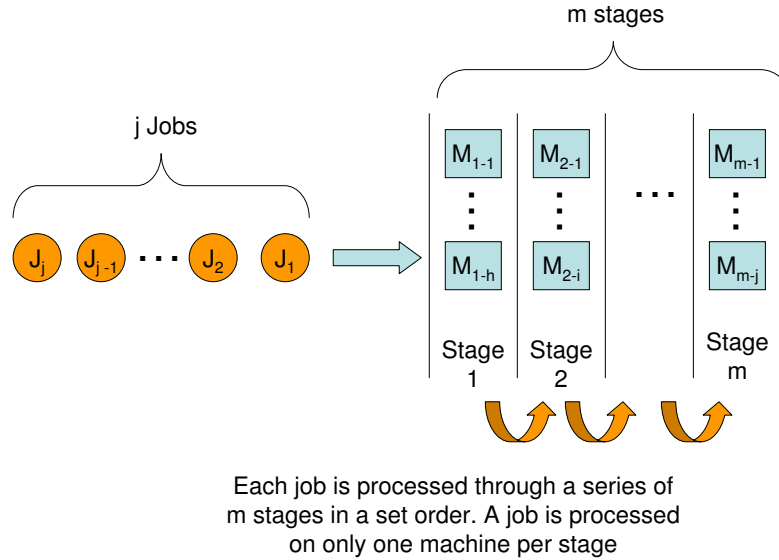 m stages
j Jobs
M1-1 M2-1 ... Mm-1
Jj Jj-1 ... J2 J1
M1-h M2-i Mm-j
Stage 1
Stage 2
Stage m
Each job is processed through a series of
m stages in a set order. A job is processed
on only one machine per stage